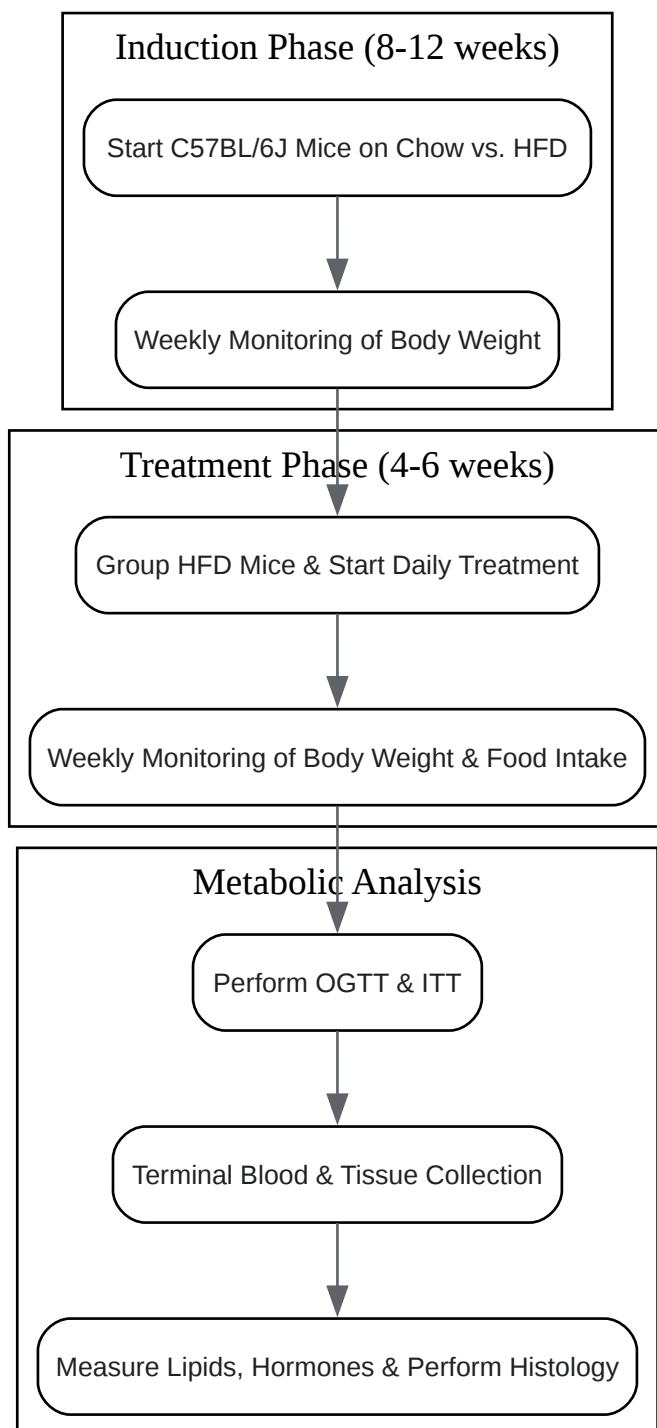 Induction Phase (8-12 weeks)
Start C57BL/6J Mice on Chow vs. HFD
Weekly Monitoring of Body Weight
Treatment Phase (4-6 weeks)
Group HFD Mice & Start Daily Treatment
Weekly Monitoring of Body Weight & Food Intake
Metabolic Analysis
Perform OGTT & ITT
Terminal Blood & Tissue Collection
Measure Lipids, Hormones & Perform Histology